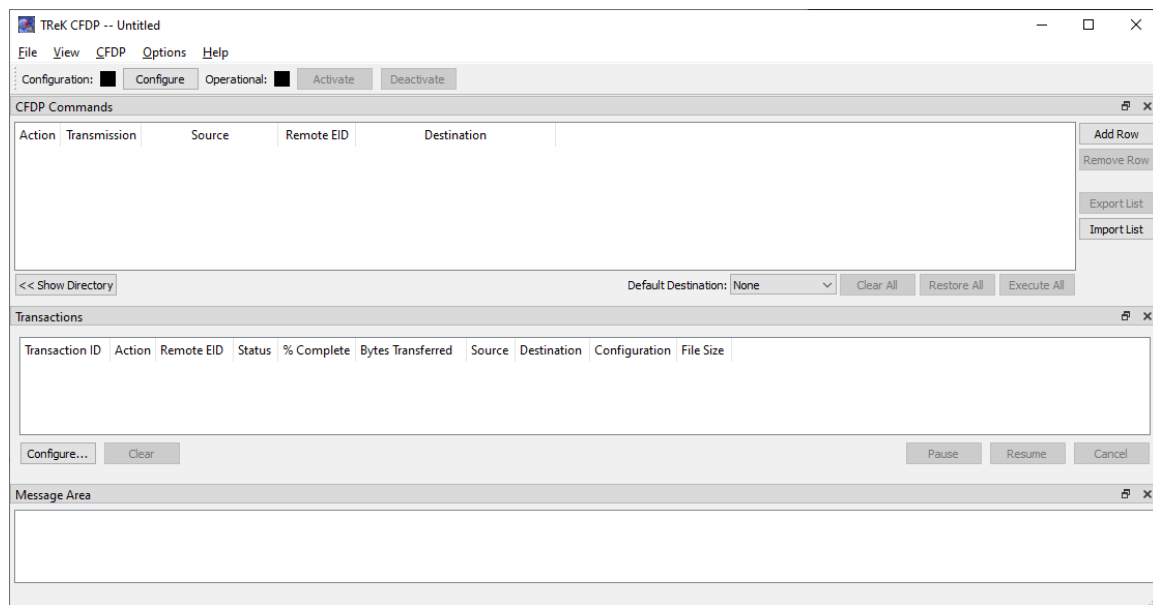 TReK CFDP -- Untitled
File View CFDP Options Help
Configuration: Configure Operational: Activate Deactivate
CFDP Commands
Action Transmission Source Remote EID Destination
Add Row
Remove Row
Export List
Import List
<< Show Directory Default Destination: None Clear All Restore All Execute All
Transactions
Transaction ID Action Remote EID Status % Complete Bytes Transferred Source Destination Configuration File Size
Configure... Clear Pause Resume Cancel
Message Area